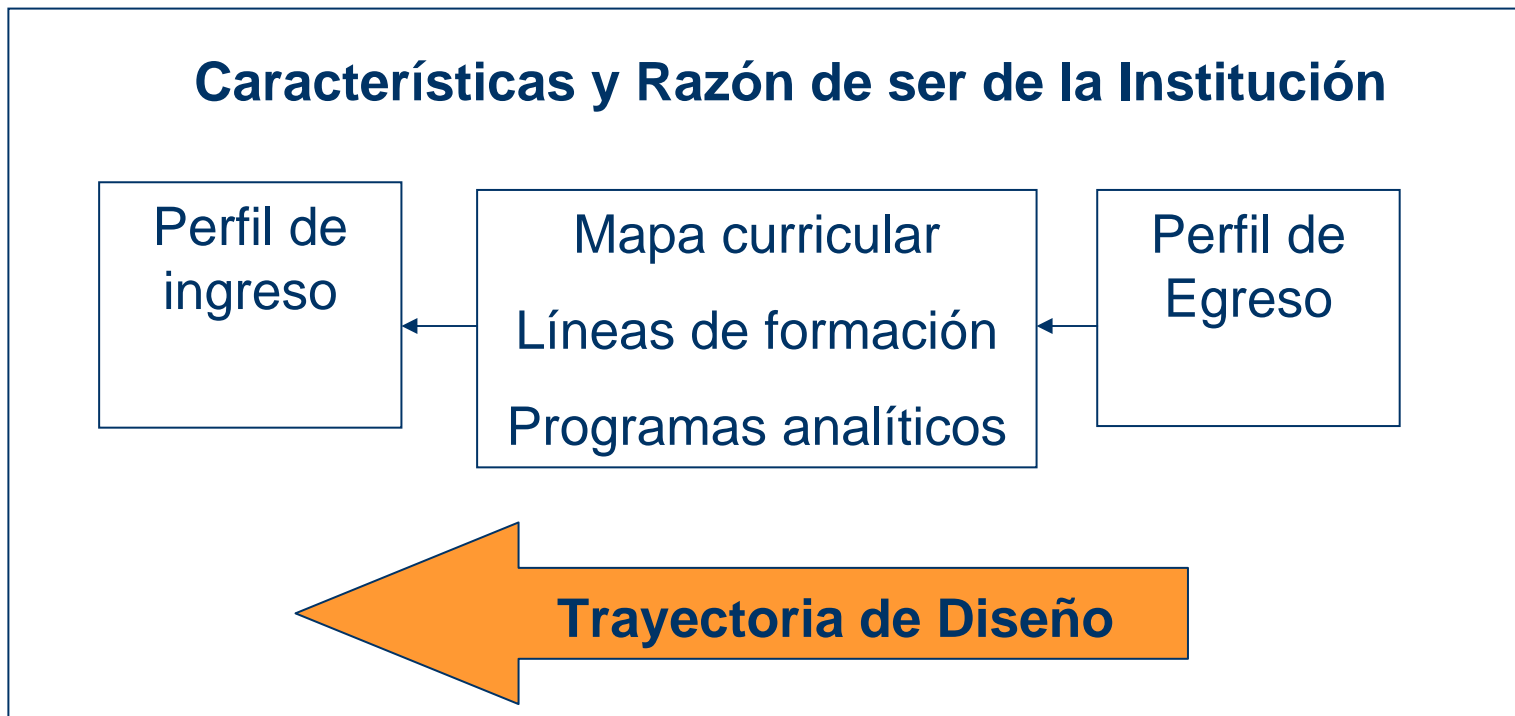 Características y Razón de ser de la Institución
Perfil de
ingreso
Mapa curricular
Líneas de formación
Programas analíticos
Perfil de
Egreso
Trayectoria de Diseño